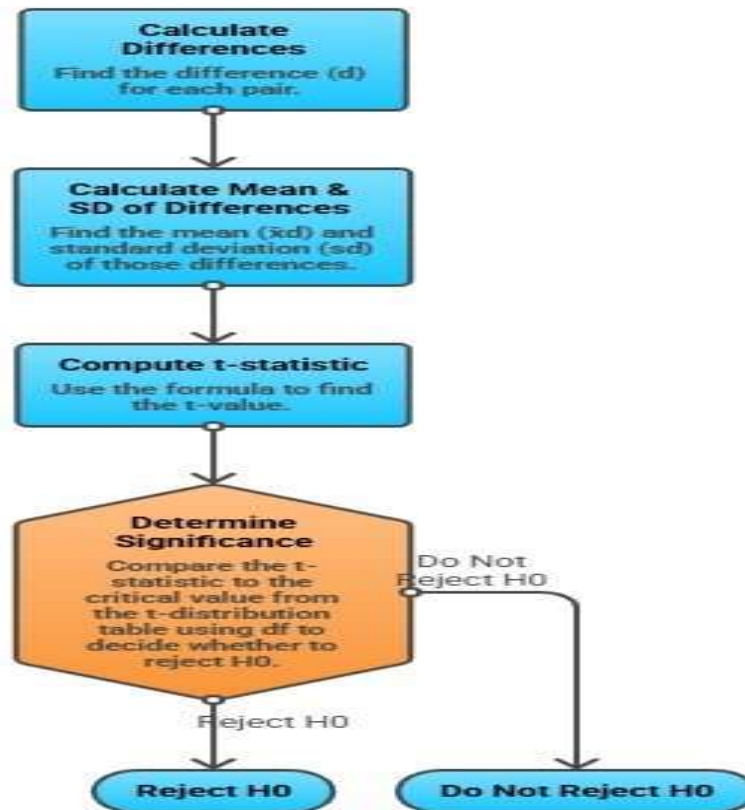 Calculate
Differences
Find the difference (d)
for each pair.
Calculate Mean &
SD of Differences
Find the mean (x̄d) and
standard deviation (sd)
of those differences.
Compute t-statistic
Use the formula to find
the t-value.
Determine
Significance
Compare the t-
statistic to the
critical value from
the t-distribution
table using df to
decide whether to
reject H0.
Do Not
Reject H0
Reject H0
Reject H0
Do Not Reject H0